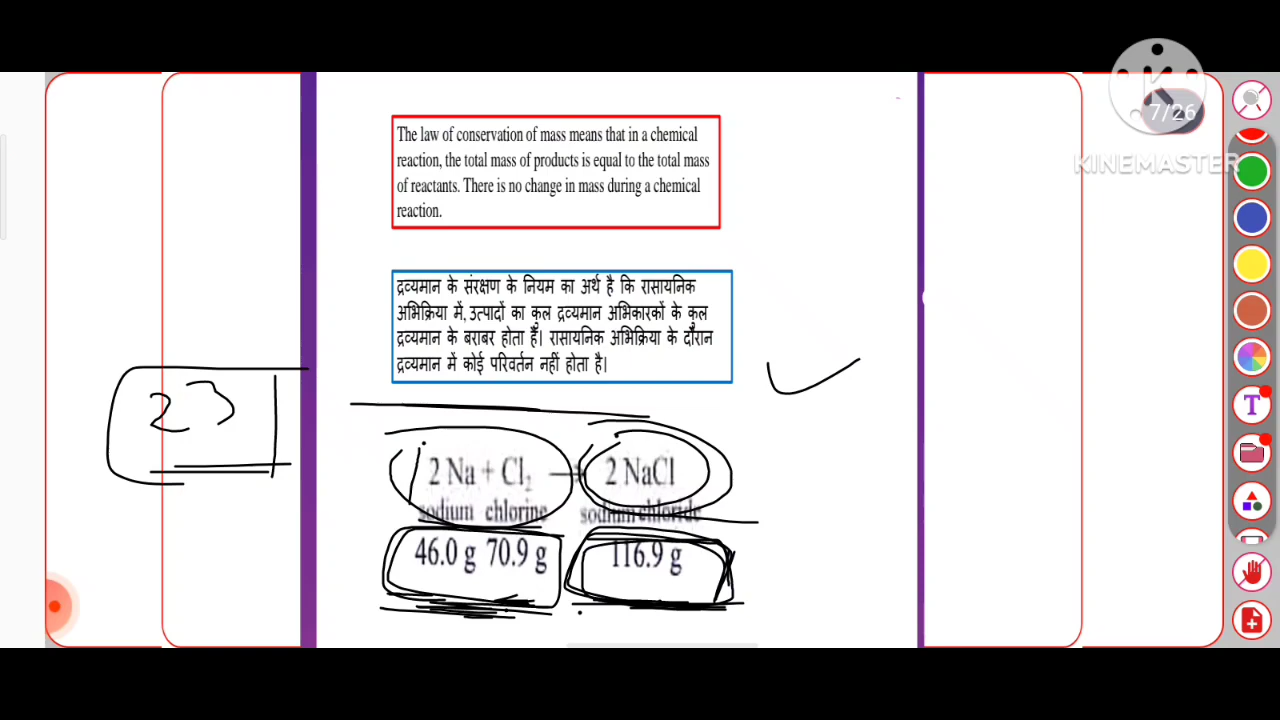 7/26
KINEMASTER
The law of conservation of mass means that in a chemical
reaction, the total mass of products is equal to the total mass
of reactants. There is no change in mass during a chemical
reaction.
द्रव्यमान के संरक्षण के नियम का अर्थ है कि रासायनिक
अभिक्रिया में, उत्पादों का कुल द्रव्यमान अभिकारकों के कुल
द्रव्यमान के बराबर होता है। रासायनिक अभिक्रिया के दौरान
द्रव्यमान में कोई परिवर्तन नहीं होता है।
23
2 Na + Cl₂ → 2 NaCl
sodium chlorine sodium chloride
46.0 g 70.9 g 116.9 g
T